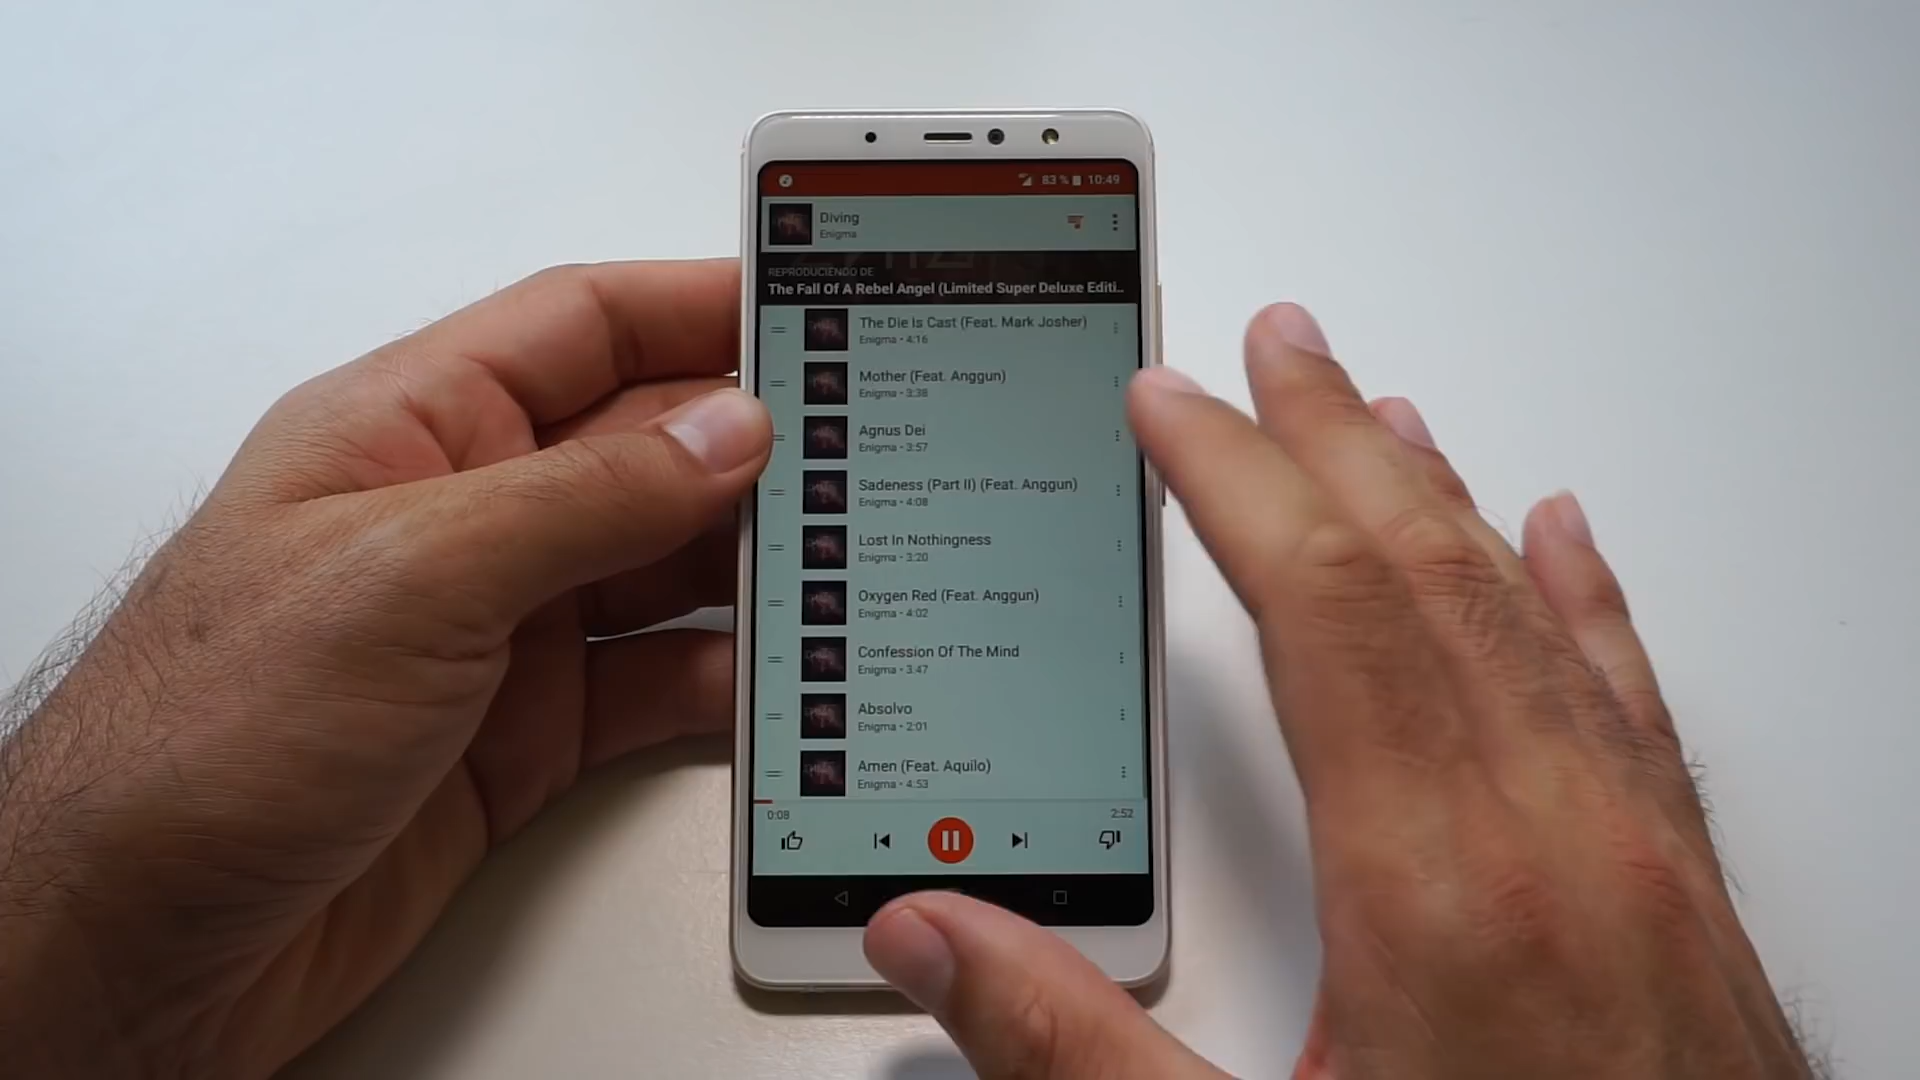 83 % 10:49
Diving
Enigma
REPRODUCIENDO DE
The Fall Of A Rebel Angel (Limited Super Deluxe Editi..
The Die Is Cast (Feat. Mark Josher)
Enigma • 4:16
Mother (Feat. Anggun)
Enigma • 3:38
Agnus Dei
Enigma • 3:57
Sadeness (Part II) (Feat. Anggun)
Enigma • 4:08
Lost In Nothingness
Enigma • 3:20
Oxygen Red (Feat. Anggun)
Enigma • 4:02
Confession Of The Mind
Enigma • 3:47
Absolvo
Enigma • 2:01
Amen (Feat. Aquilo)
Enigma • 4:53
0:08 2:52